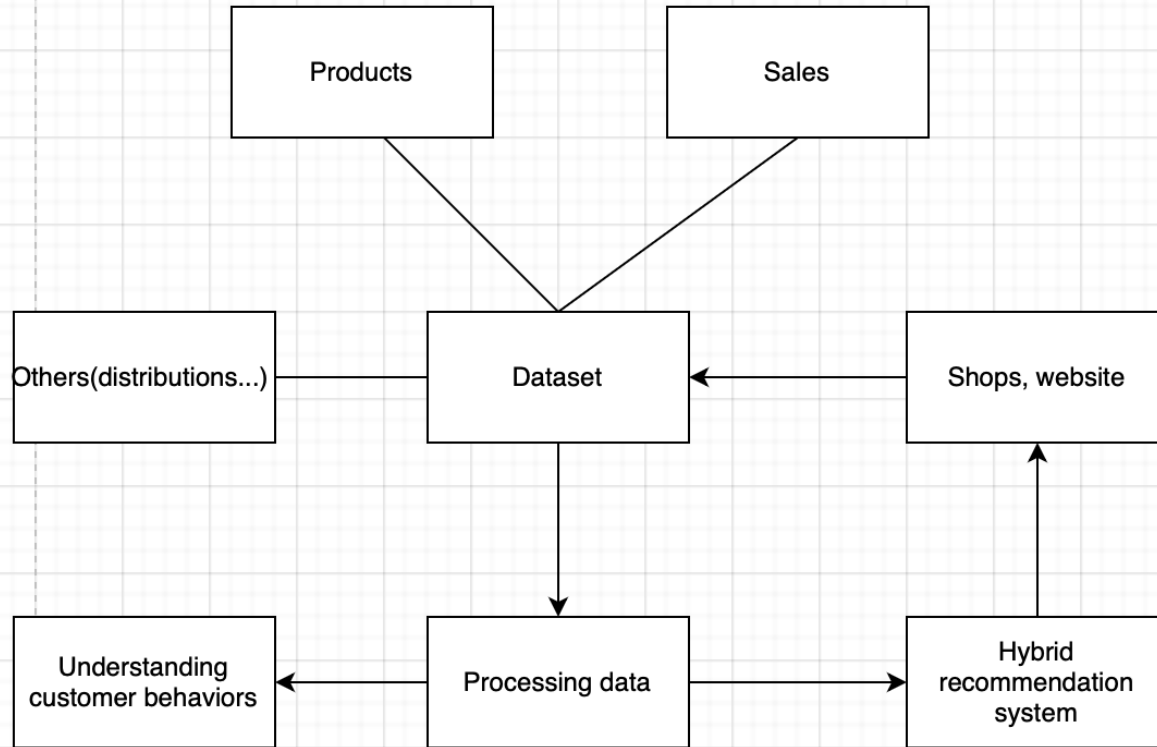 Products
Sales
Others(distributions...)
Dataset
Shops, website
Understanding
customer behaviors
Processing data
Hybrid
recommendation
system